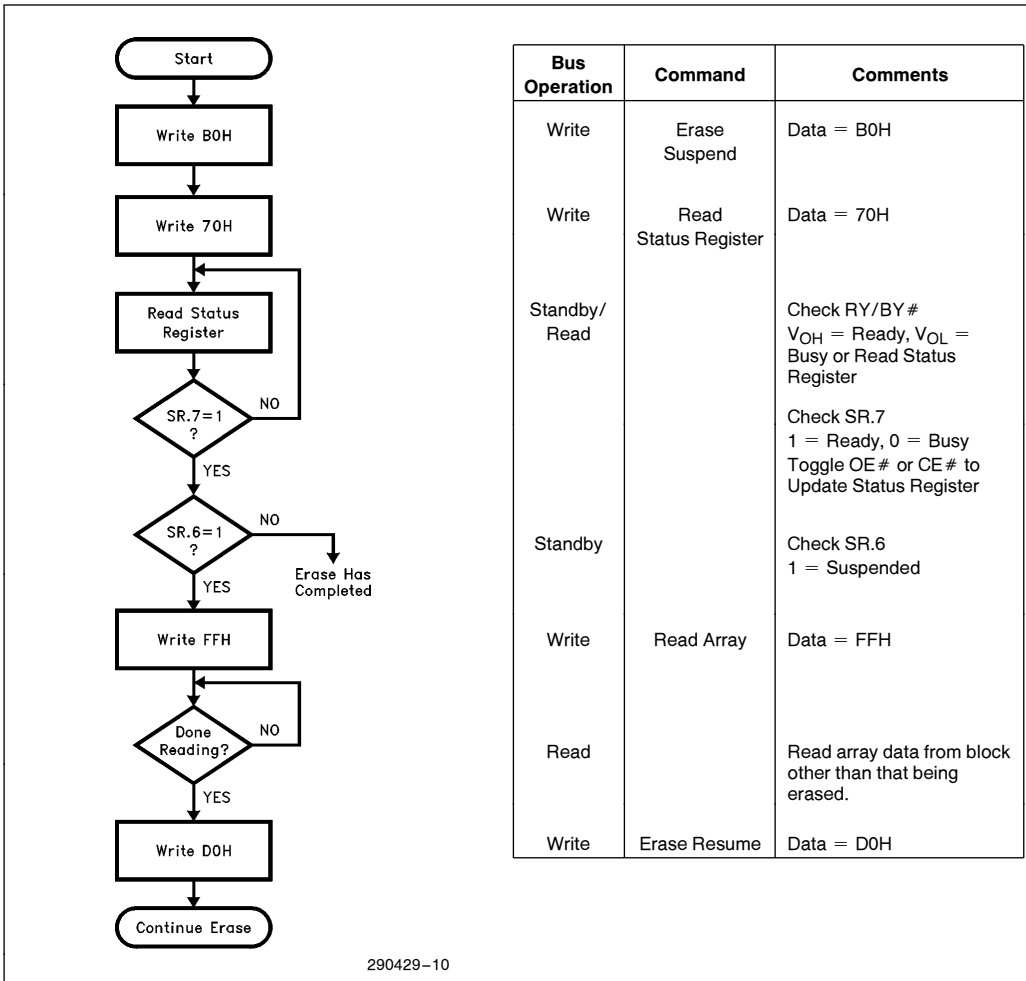 Start
Write B0H
Write 70H
Read Status
Register
SR.7=1
?
NO
YES
SR.6=1
?
NO
Erase Has
Completed
YES
Write FFH
Done
Reading?
NO
YES
Write D0H
Continue Erase
Bus
Operation
Command
Comments
Write
Erase
Suspend
Data = B0H
Write
Read
Status Register
Data = 70H
Standby/
Read
Check RY/BY#
VOH = Ready, VOL =
Busy or Read Status
Register
Check SR.7
1 = Ready, 0 = Busy
Toggle OE# or CE# to
Update Status Register
Standby
Check SR.6
1 = Suspended
Write
Read Array
Data = FFH
Read
Read array data from block
other than that being
erased.
Write
Erase Resume
Data = D0H
290429–10